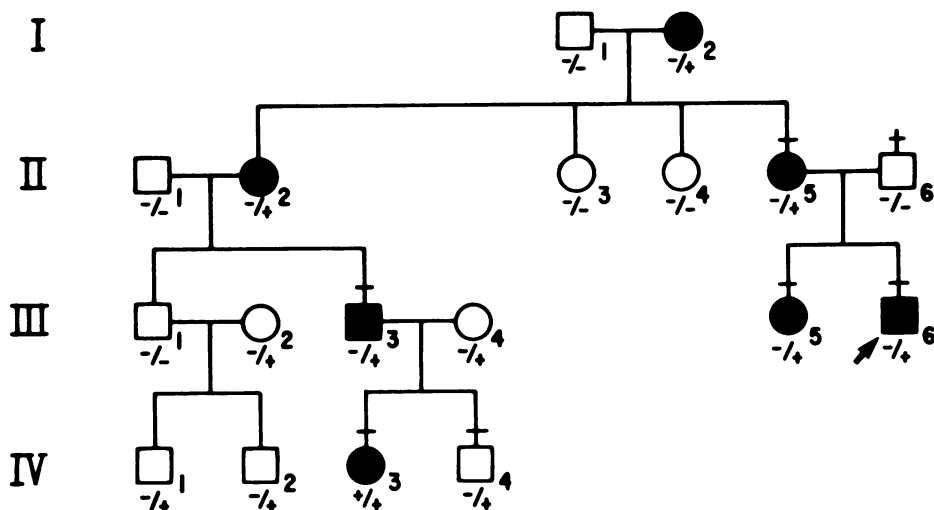 I
1 2
-/- -/+
II
1 2 3 4 5 6
-/- -/+ -/- -/- -/+ -/-
III
1 2 3 4 5 6
-/- -/+ -/+ -/+ -/+ -/+
IV
1 2 3 4
-/+ -/+ +/+ -/+